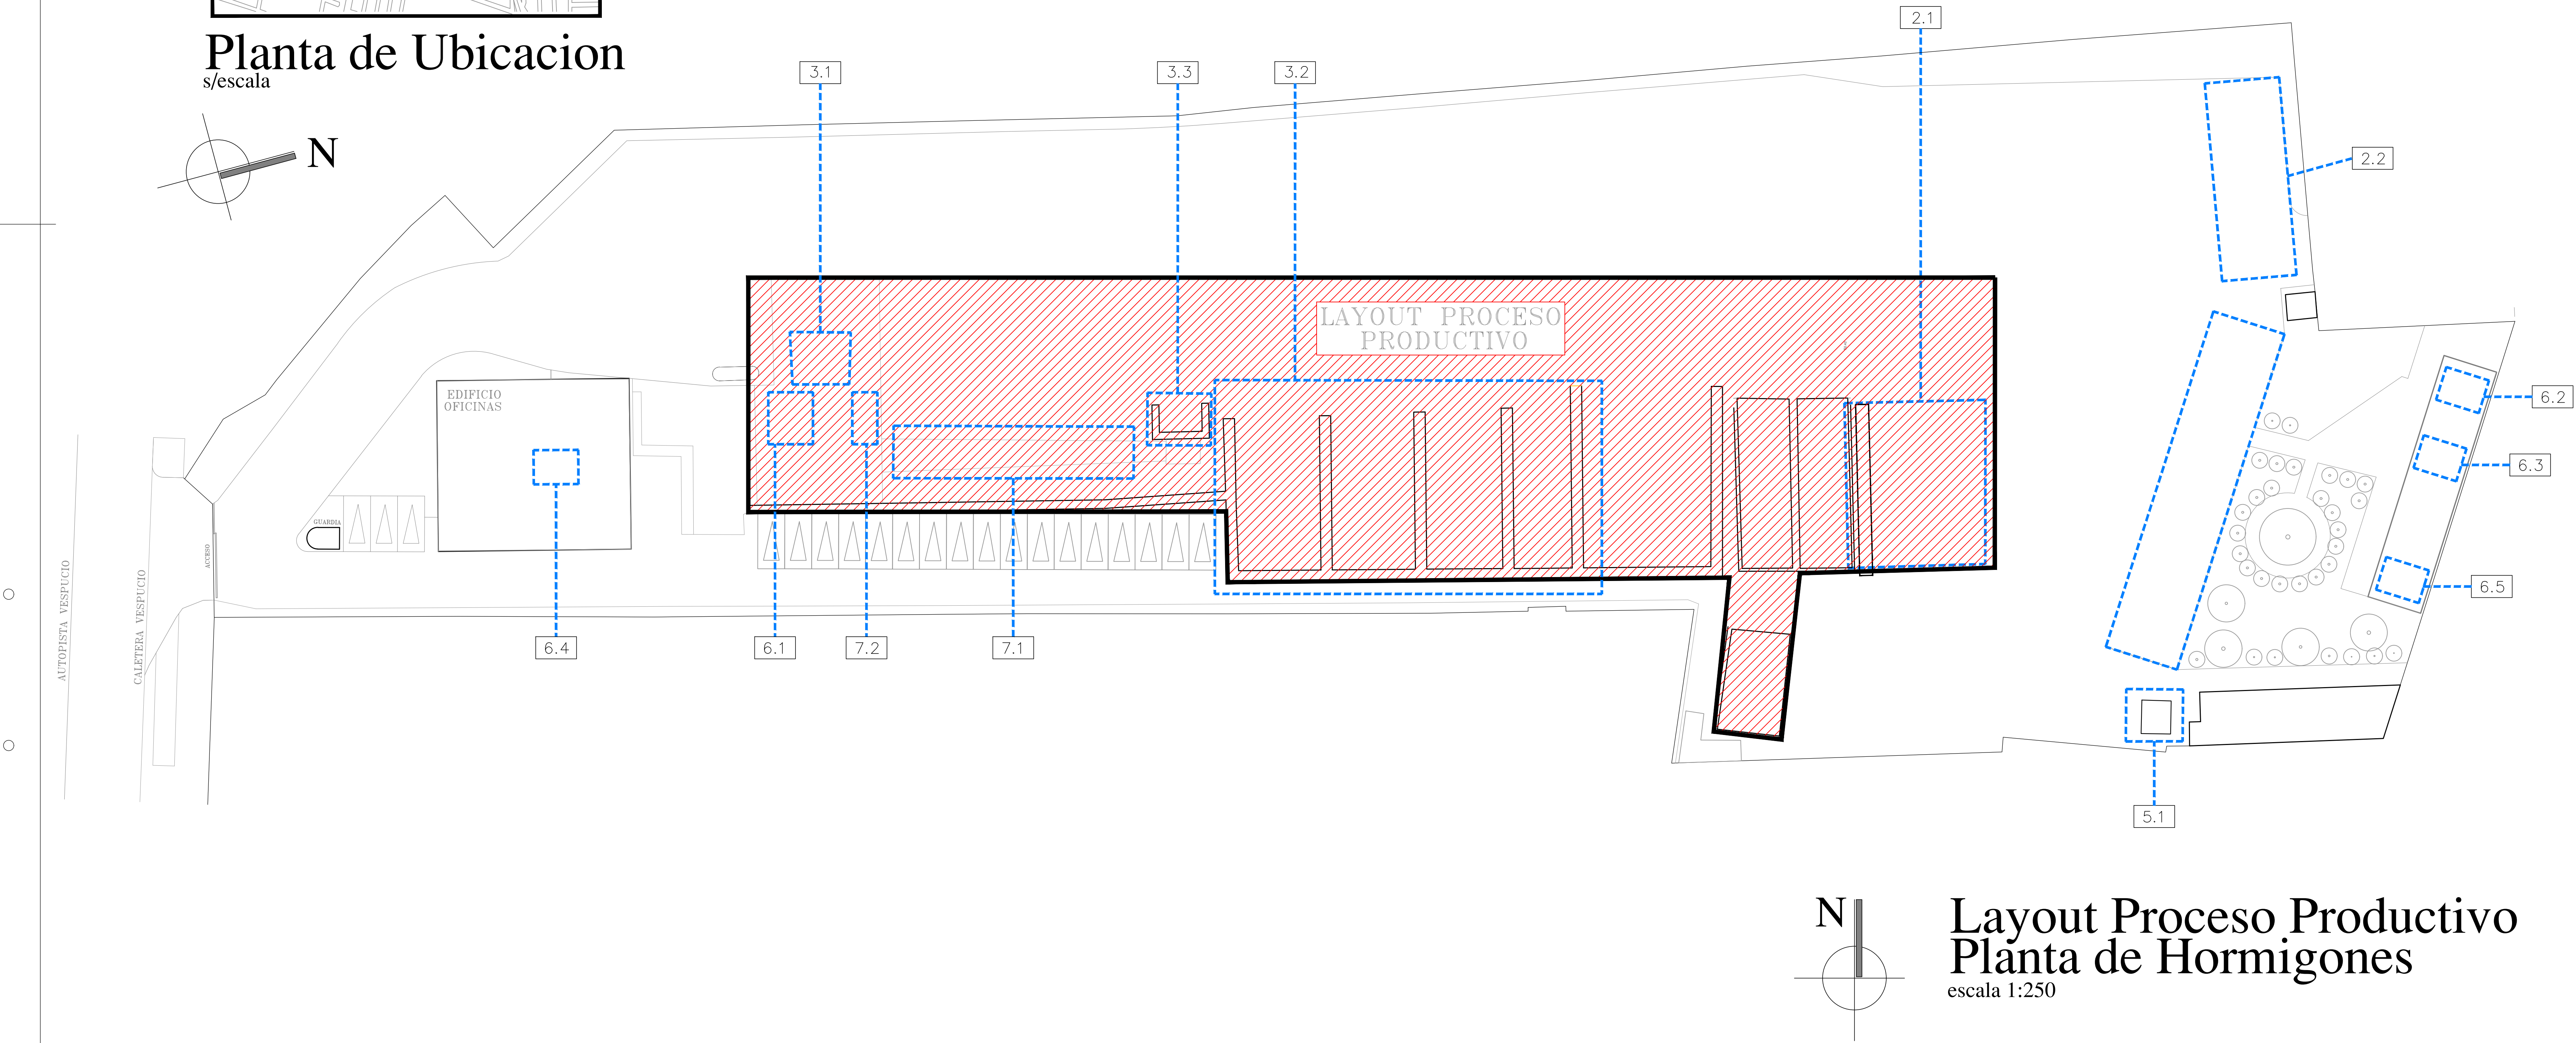 Planta de Ubicacion
s/escala
N
2.1
3.1
3.3
3.2
2.2
LAYOUT PROCESO
PRODUCTIVO
EDIFICIO
OFICINAS
GUARDIA
ACCESO
AUTOPISTA VESPUCIO
CALETERA VESPUCIO
6.2
6.3
6.5
6.4
6.1
7.2
7.1
5.1
N
Layout Proceso Productivo
Planta de Hormigones
escala 1:250